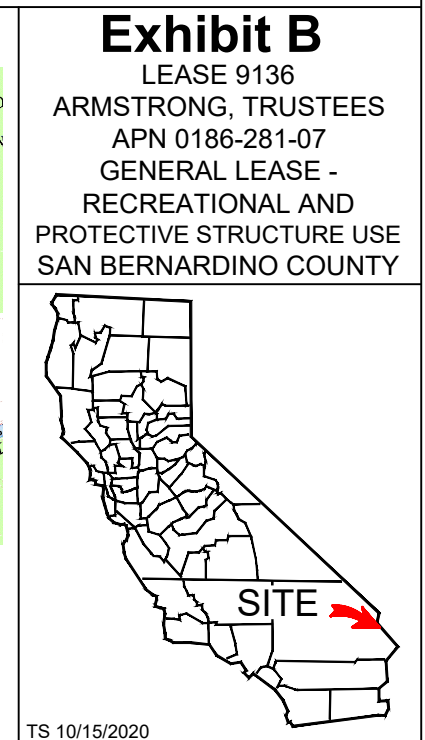 Exhibit B
LEASE 9136
ARMSTRONG, TRUSTEES
APN 0186-281-07
GENERAL LEASE -
RECREATIONAL AND
PROTECTIVE STRUCTURE USE
SAN BERNARDINO COUNTY
SITE
TS 10/15/2020